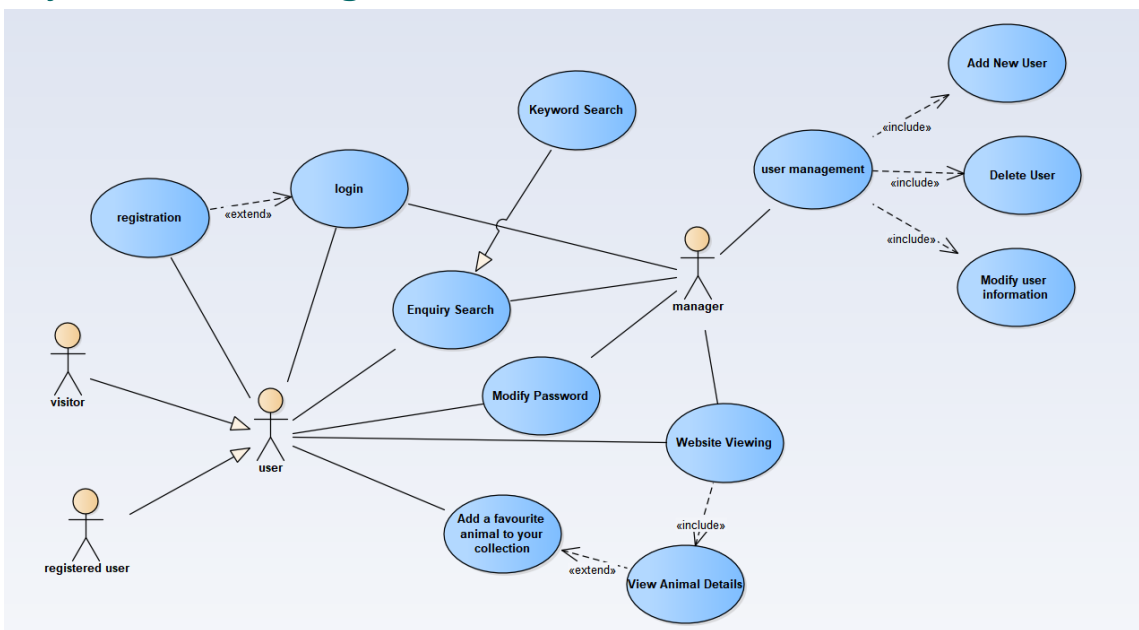 Add New User
Keyword Search
«include»
user management
Delete User
«include»
login
registration
«extend»
«include»
Modify user
information
manager
Enquiry Search
visitor
Modify Password
user
Website Viewing
Add a favourite
animal to your
collection
«include»
registered user
«extend»
View Animal Details